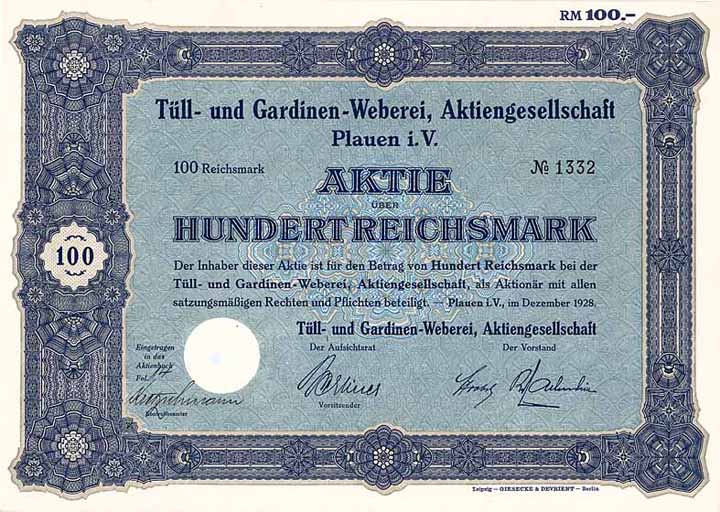 RM 100.–
Tüll- und Gardinen-Weberei, Aktiengesellschaft
Plauen i.V.
100 Reichsmark
№ 1332
AKTIE
ÜBER
HUNDERT REICHSMARK
100
Der Inhaber dieser Aktie ist für den Betrag von Hundert Reichsmark bei der
Tüll- und Gardinen-Weberei, Aktiengesellschaft, als Aktionär mit allen
satzungsmäßigen Rechten und Pflichten beteiligt. — Plauen i.V., im Dezember 1928.
Tüll- und Gardinen-Weberei, Aktiengesellschaft
Eingetragen
in das
Aktienbuch
Fol.
Der Aufsichtsrat
Der Vorstand
Berliner
Vorsitzender
Kontrollbeamter
Leipzig — GIESECKE & DEVRIENT — Berlin